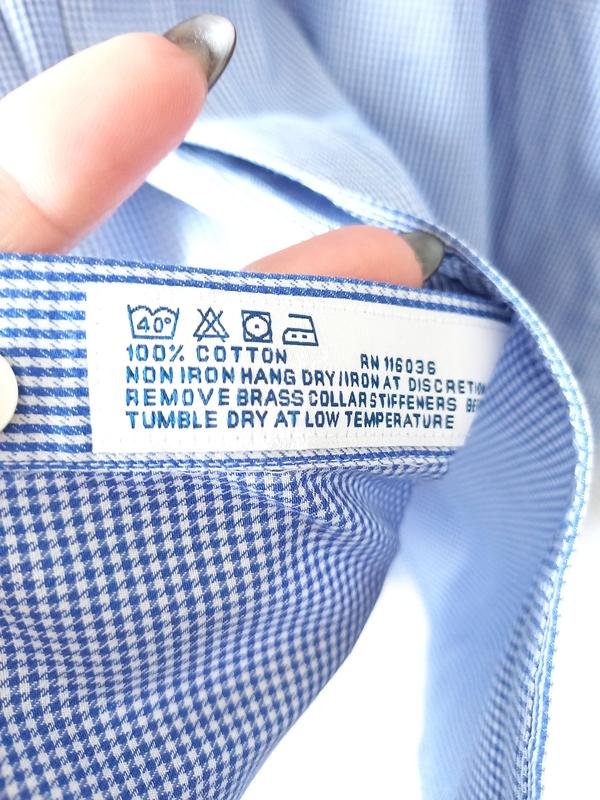 40°
100% COTTON RN 116036
NON IRON HANG DRY/IRON AT DISCRETION
REMOVE BRASS COLLAR STIFFENERS
TUMBLE DRY AT LOW TEMPERATURE